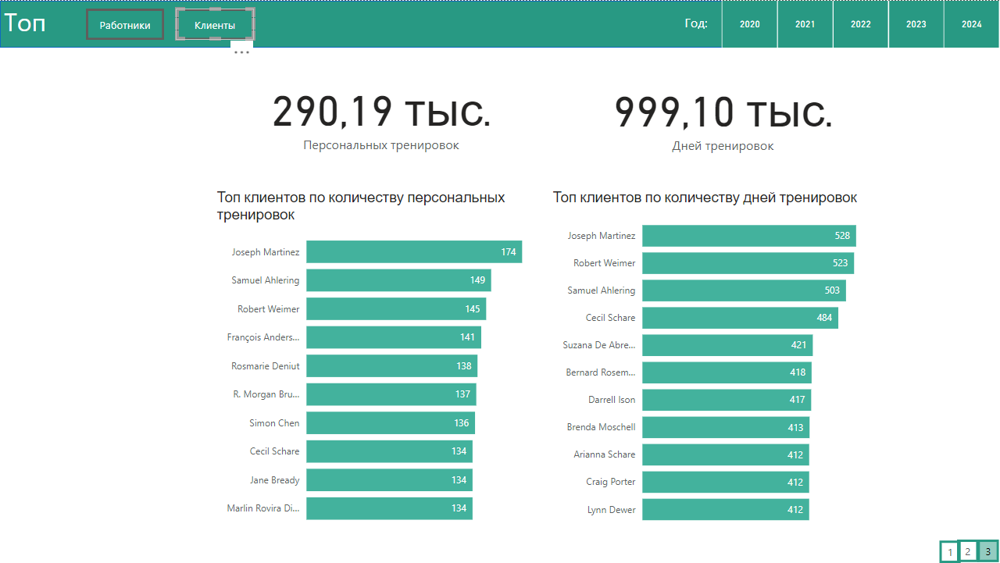 Топ
Работники
Клиенты
Год:
2020
2021
2022
2023
2024
290,19 тыс.
Персональных тренировок
999,10 тыс.
Дней тренировок
Топ клиентов по количеству персональных
тренировок
Joseph Martinez 174
Samuel Ahlering 149
Robert Weimer 145
François Anders... 141
Rosmarie Deniut 138
R. Morgan Bru... 137
Simon Chen 136
Cecil Schare 134
Jane Bready 134
Marlin Rovira Di... 134
Топ клиентов по количеству дней тренировок
Joseph Martinez 528
Robert Weimer 523
Samuel Ahlering 503
Cecil Schare 484
Suzana De Abre... 421
Bernard Rosem... 418
Darrell Ison 417
Brenda Moschell 413
Arianna Schare 412
Craig Porter 412
Lynn Dewer 412
1 2 3